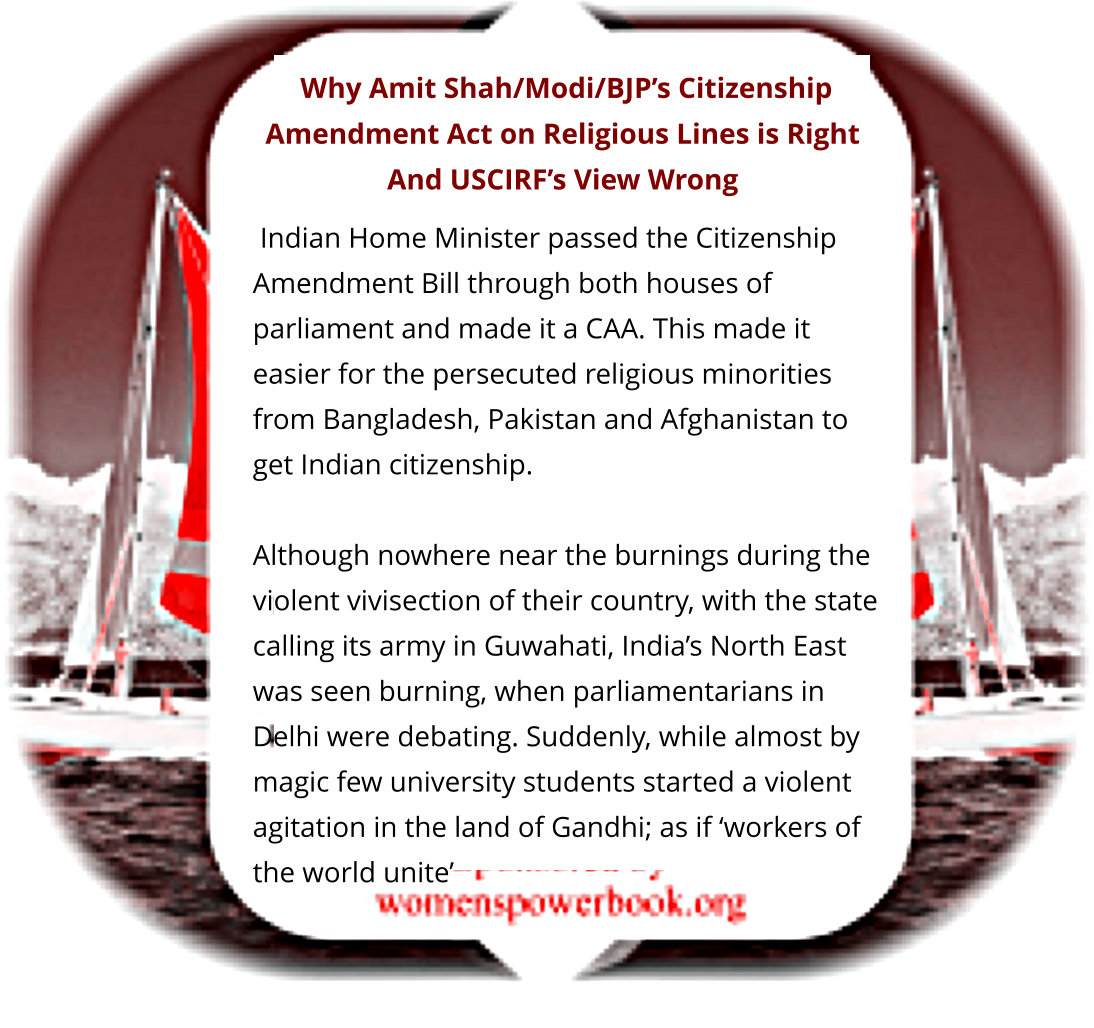 Why Amit Shah/Modi/BJP’s Citizenship
Amendment Act on Religious Lines is Right
And USCIRF’s View Wrong
Indian Home Minister passed the Citizenship
Amendment Bill through both houses of
parliament and made it a CAA. This made it
easier for the persecuted religious minorities
from Bangladesh, Pakistan and Afghanistan to
get Indian citizenship.
Although nowhere near the burnings during the
violent vivisection of their country, with the state
calling its army in Guwahati, India’s North East
was seen burning, when parliamentarians in
Delhi were debating. Suddenly, while almost by
magic few university students started a violent
agitation in the land of Gandhi; as if ‘workers of
the world unite’
womenspowerbook.org